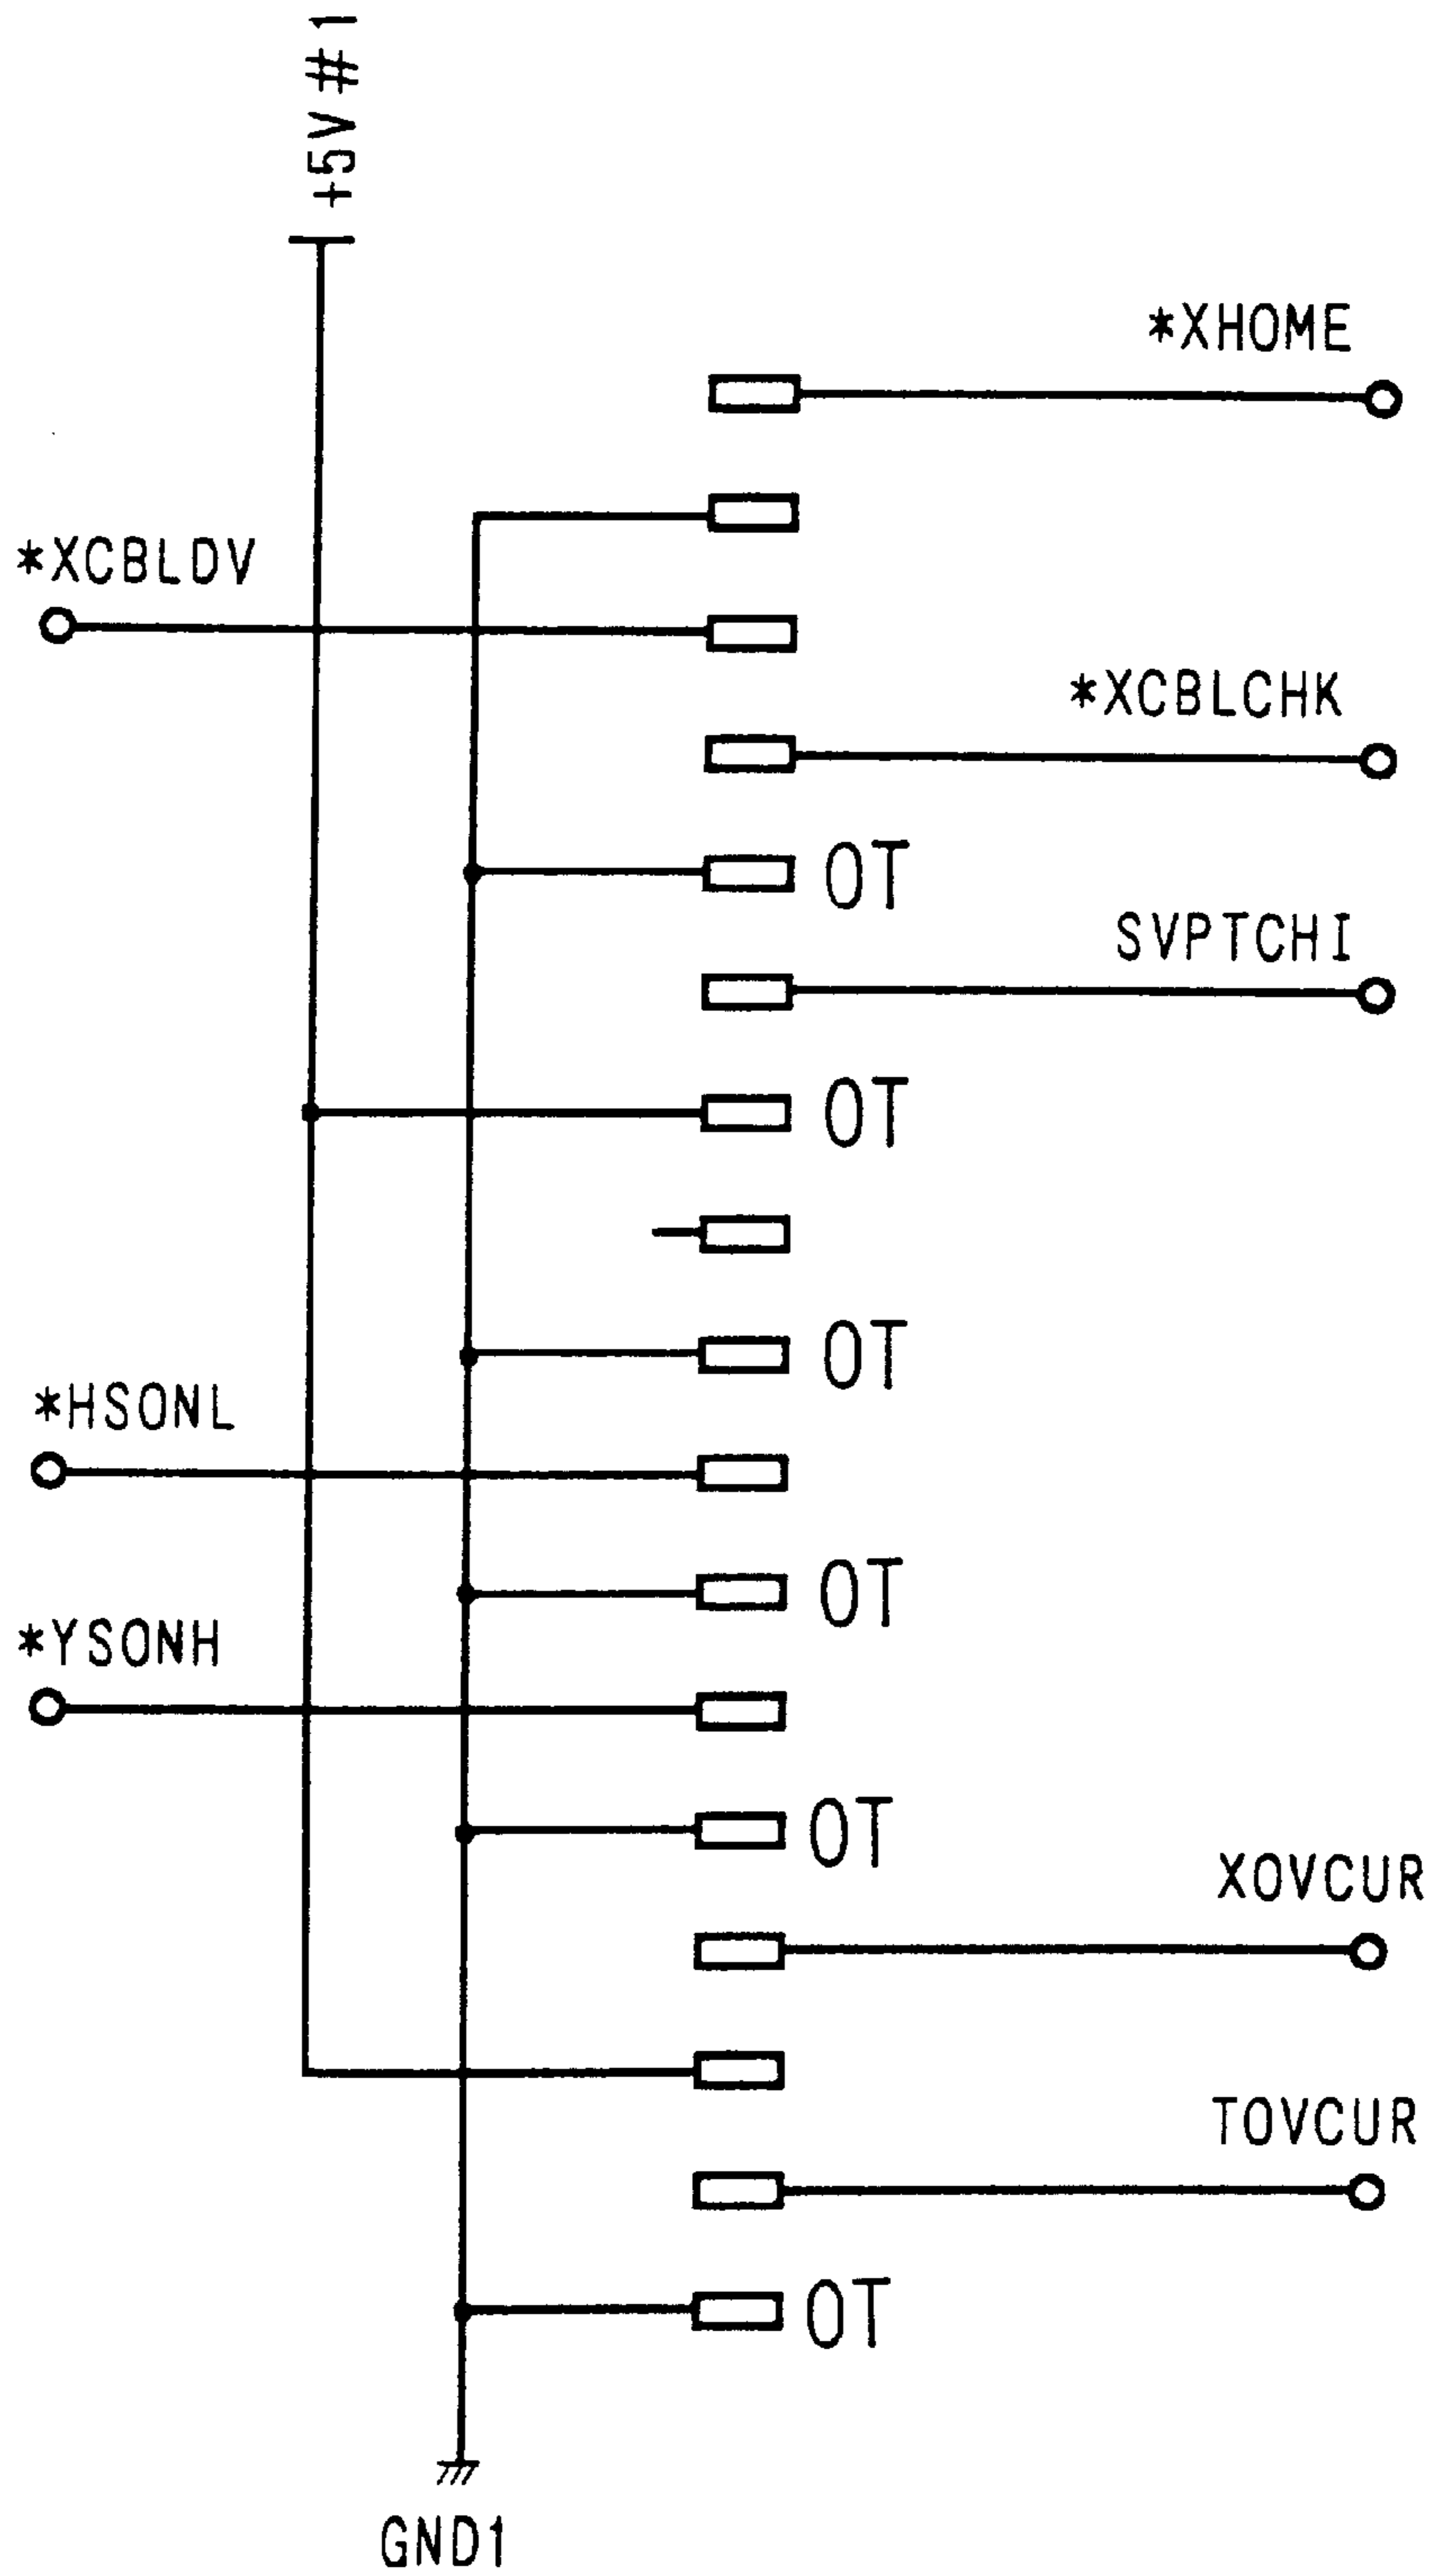 +5V#1
*XHOME
*XCBLDV
*XCBLCHK
OT
SVPTCHI
OT
OT
*HSONL
OT
*YSONH
OT
XOVCUR
TOVCUR
OT
GND1